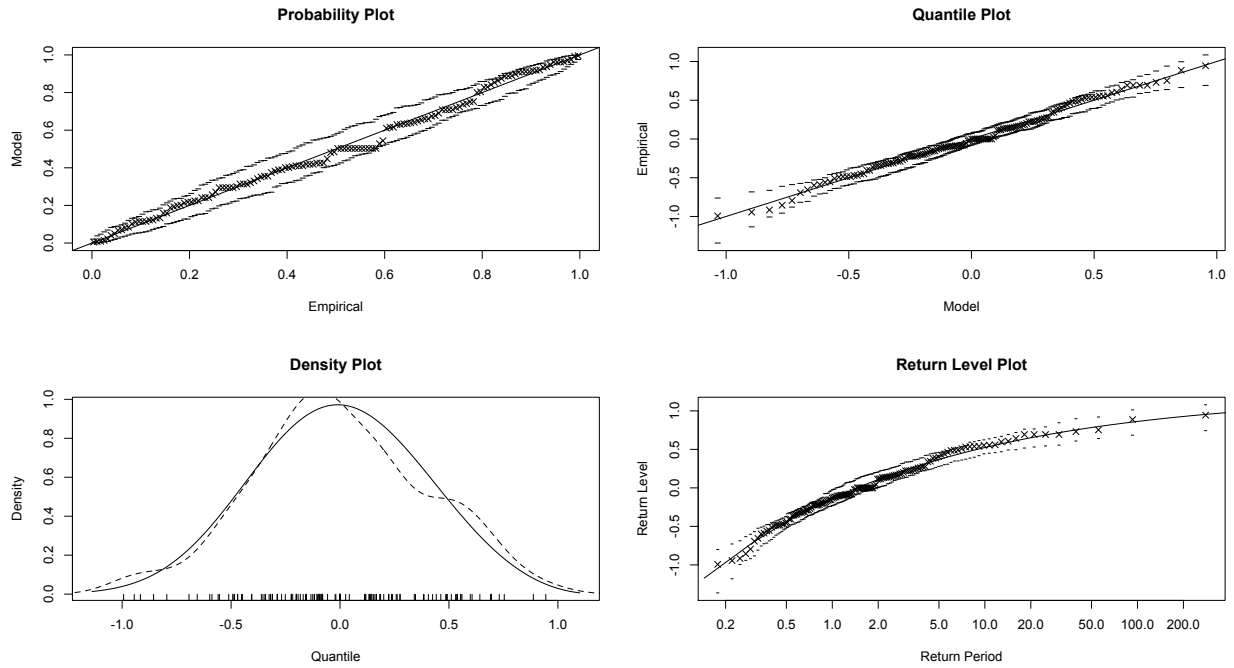 Probability Plot
Model
0.0 0.2 0.4 0.6 0.8 1.0
0.0 0.2 0.4 0.6 0.8 1.0
Empirical
Quantile Plot
Empirical
-1.0 -0.5 0.0 0.5 1.0
-1.0 -0.5 0.0 0.5 1.0
Model
Density Plot
Density
0.0 0.2 0.4 0.6 0.8 1.0
-1.0 -0.5 0.0 0.5 1.0
Quantile
Return Level Plot
Return Level
-1.0 -0.5 0.0 0.5 1.0
0.2 0.5 1.0 2.0 5.0 10.0 20.0 50.0 100.0 200.0
Return Period